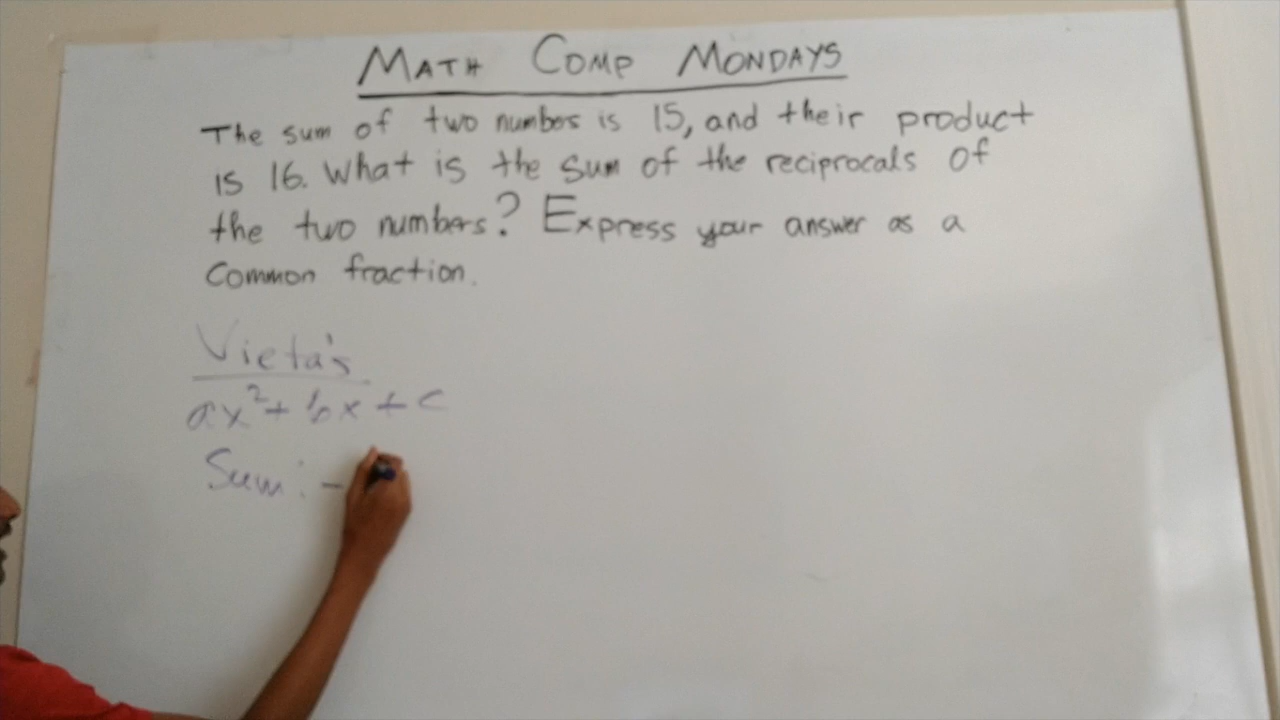 MATH COMP MONDAYS
The sum of two numbers is 15, and their product
is 16. What is the sum of the reciprocals of
the two numbers? Express your answer as a
common fraction.
Vieta's
ax²+ bx + c
Sum: -